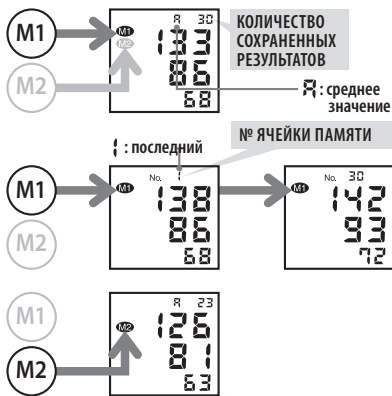 M1
M2
M1
M2
A 30
133
86
68
КОЛИЧЕСТВО
СОХРАНЕННЫХ
РЕЗУЛЬТАТОВ
A : среднее
значение
1 : последний
№ ЯЧЕЙКИ ПАМЯТИ
M1
M2
M1
No. 1
138
86
68
M1
No. 30
142
93
72
M1
M2
M2
A 23
126
81
63